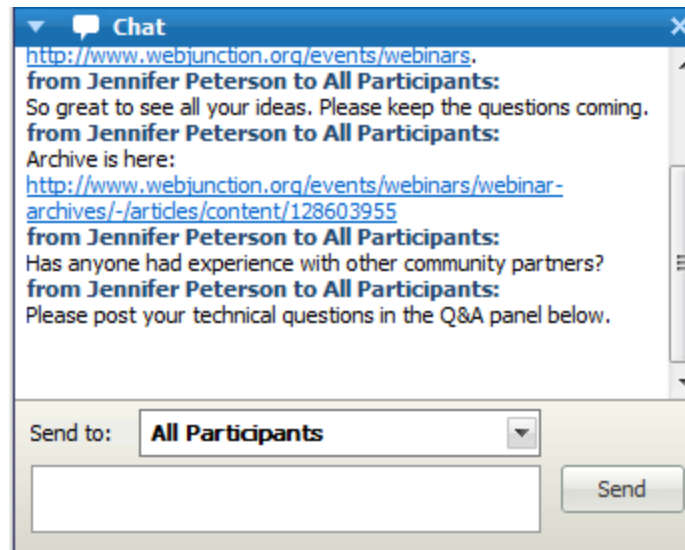 Chat
http://www.webjunction.org/events/webinars.
from Jennifer Peterson to All Participants:
So great to see all your ideas. Please keep the questions coming.
from Jennifer Peterson to All Participants:
Archive is here:
http://www.webjunction.org/events/webinars/webinar-
archives/-/articles/content/128603955
from Jennifer Peterson to All Participants:
Has anyone had experience with other community partners?
from Jennifer Peterson to All Participants:
Please post your technical questions in the Q&A panel below.
Send to: All Participants
Send